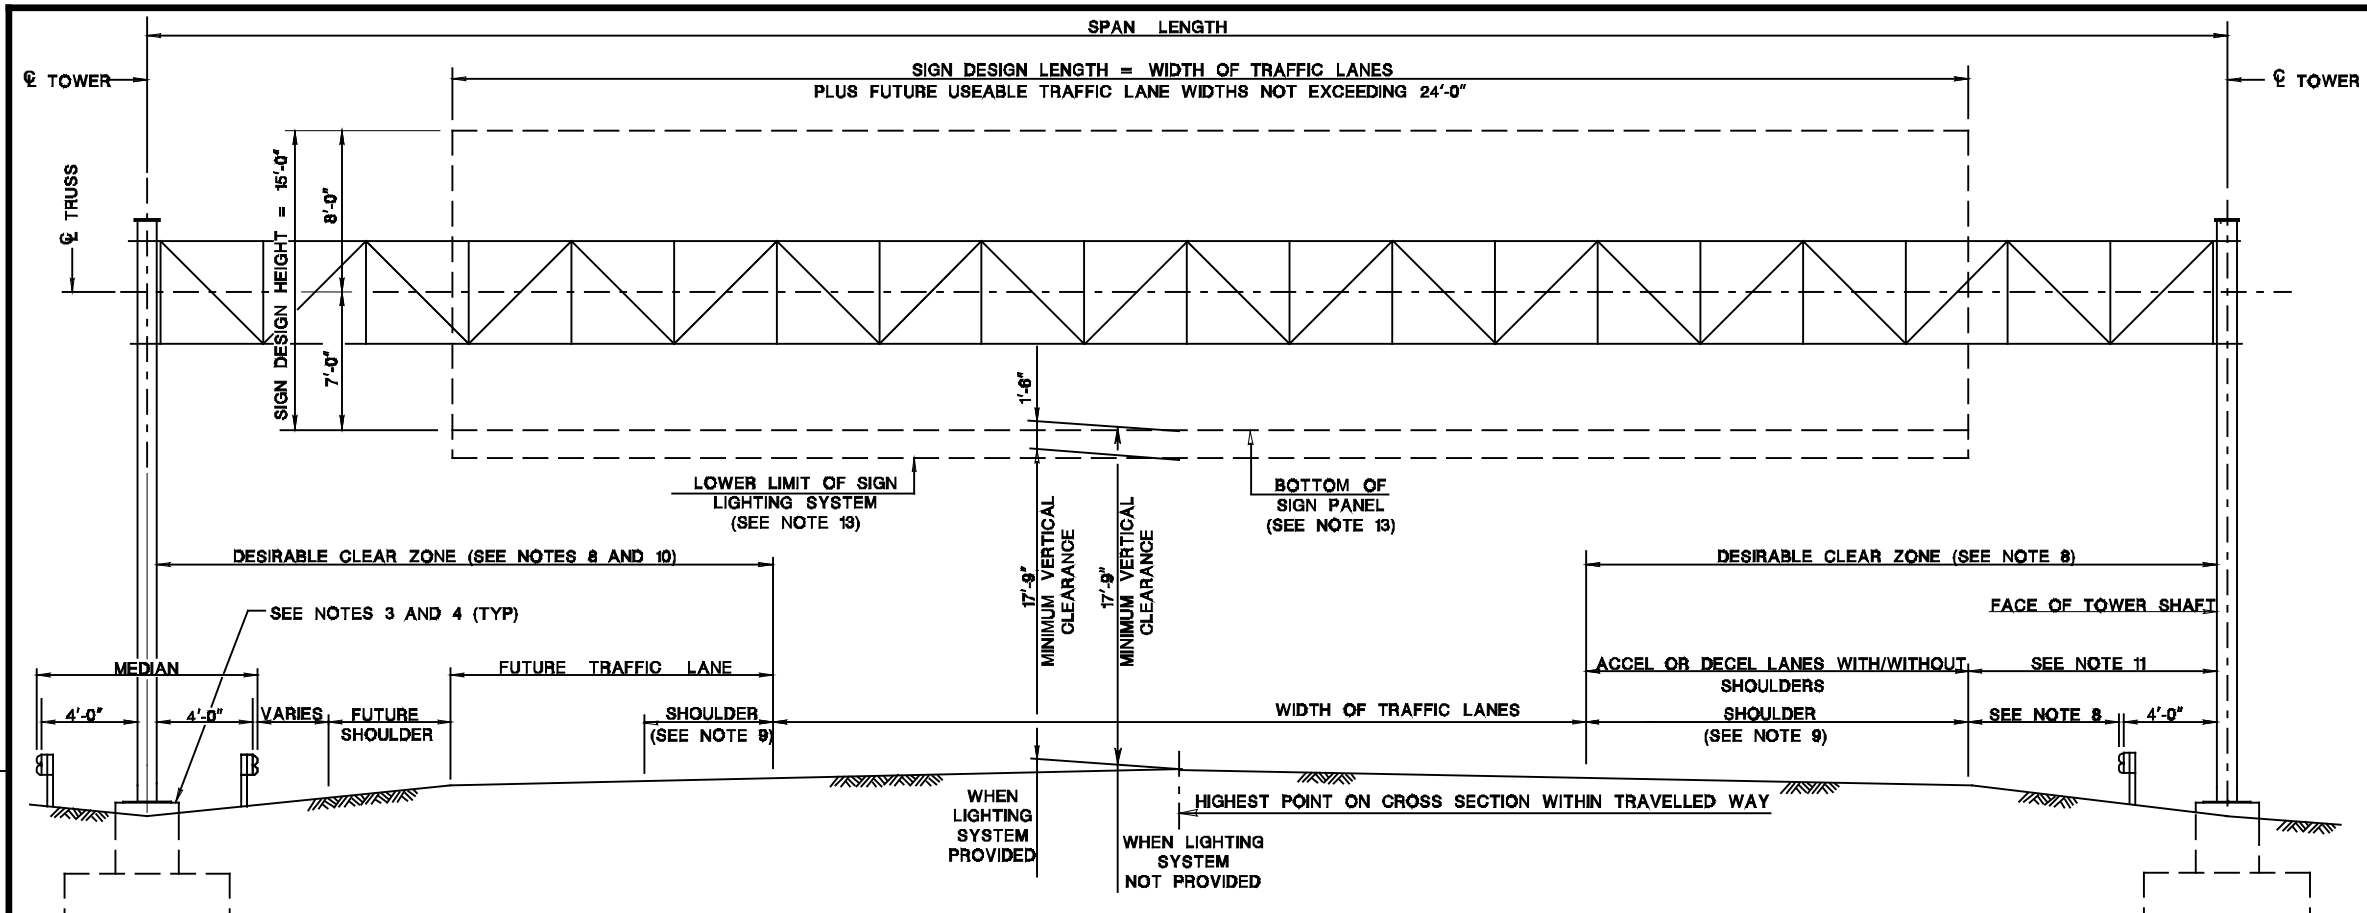 SPAN LENGTH
℄ TOWER
SIGN DESIGN LENGTH = WIDTH OF TRAFFIC LANES
PLUS FUTURE USEABLE TRAFFIC LANE WIDTHS NOT EXCEEDING 24'-0"
℄ TOWER
℄ TRUSS
SIGN DESIGN HEIGHT = 15'-0"
8'-0"
7'-0"
1'-6"
LOWER LIMIT OF SIGN
LIGHTING SYSTEM
(SEE NOTE 13)
BOTTOM OF
SIGN PANEL
(SEE NOTE 13)
17'-9"
MINIMUM VERTICAL
CLEARANCE
17'-9"
MINIMUM VERTICAL
CLEARANCE
DESIRABLE CLEAR ZONE (SEE NOTES 8 AND 10)
DESIRABLE CLEAR ZONE (SEE NOTE 8)
SEE NOTES 3 AND 4 (TYP)
FACE OF TOWER SHAFT
MEDIAN
FUTURE TRAFFIC LANE
ACCEL OR DECEL LANES WITH/WITHOUT
SHOULDERS
SEE NOTE 11
4'-0"
4'-0"
VARIES
FUTURE
SHOULDER
SHOULDER
(SEE NOTE 9)
WIDTH OF TRAFFIC LANES
SHOULDER
(SEE NOTE 9)
SEE NOTE 8
4'-0"
WHEN
LIGHTING
SYSTEM
PROVIDED
HIGHEST POINT ON CROSS SECTION WITHIN TRAVELLED WAY
WHEN LIGHTING
SYSTEM
NOT PROVIDED